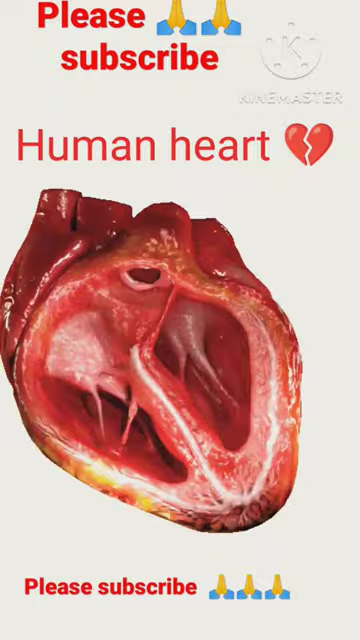 Please 🙏🙏
subscribe
KINEMASTER
Human heart 💔
Please subscribe 🙏🙏🙏